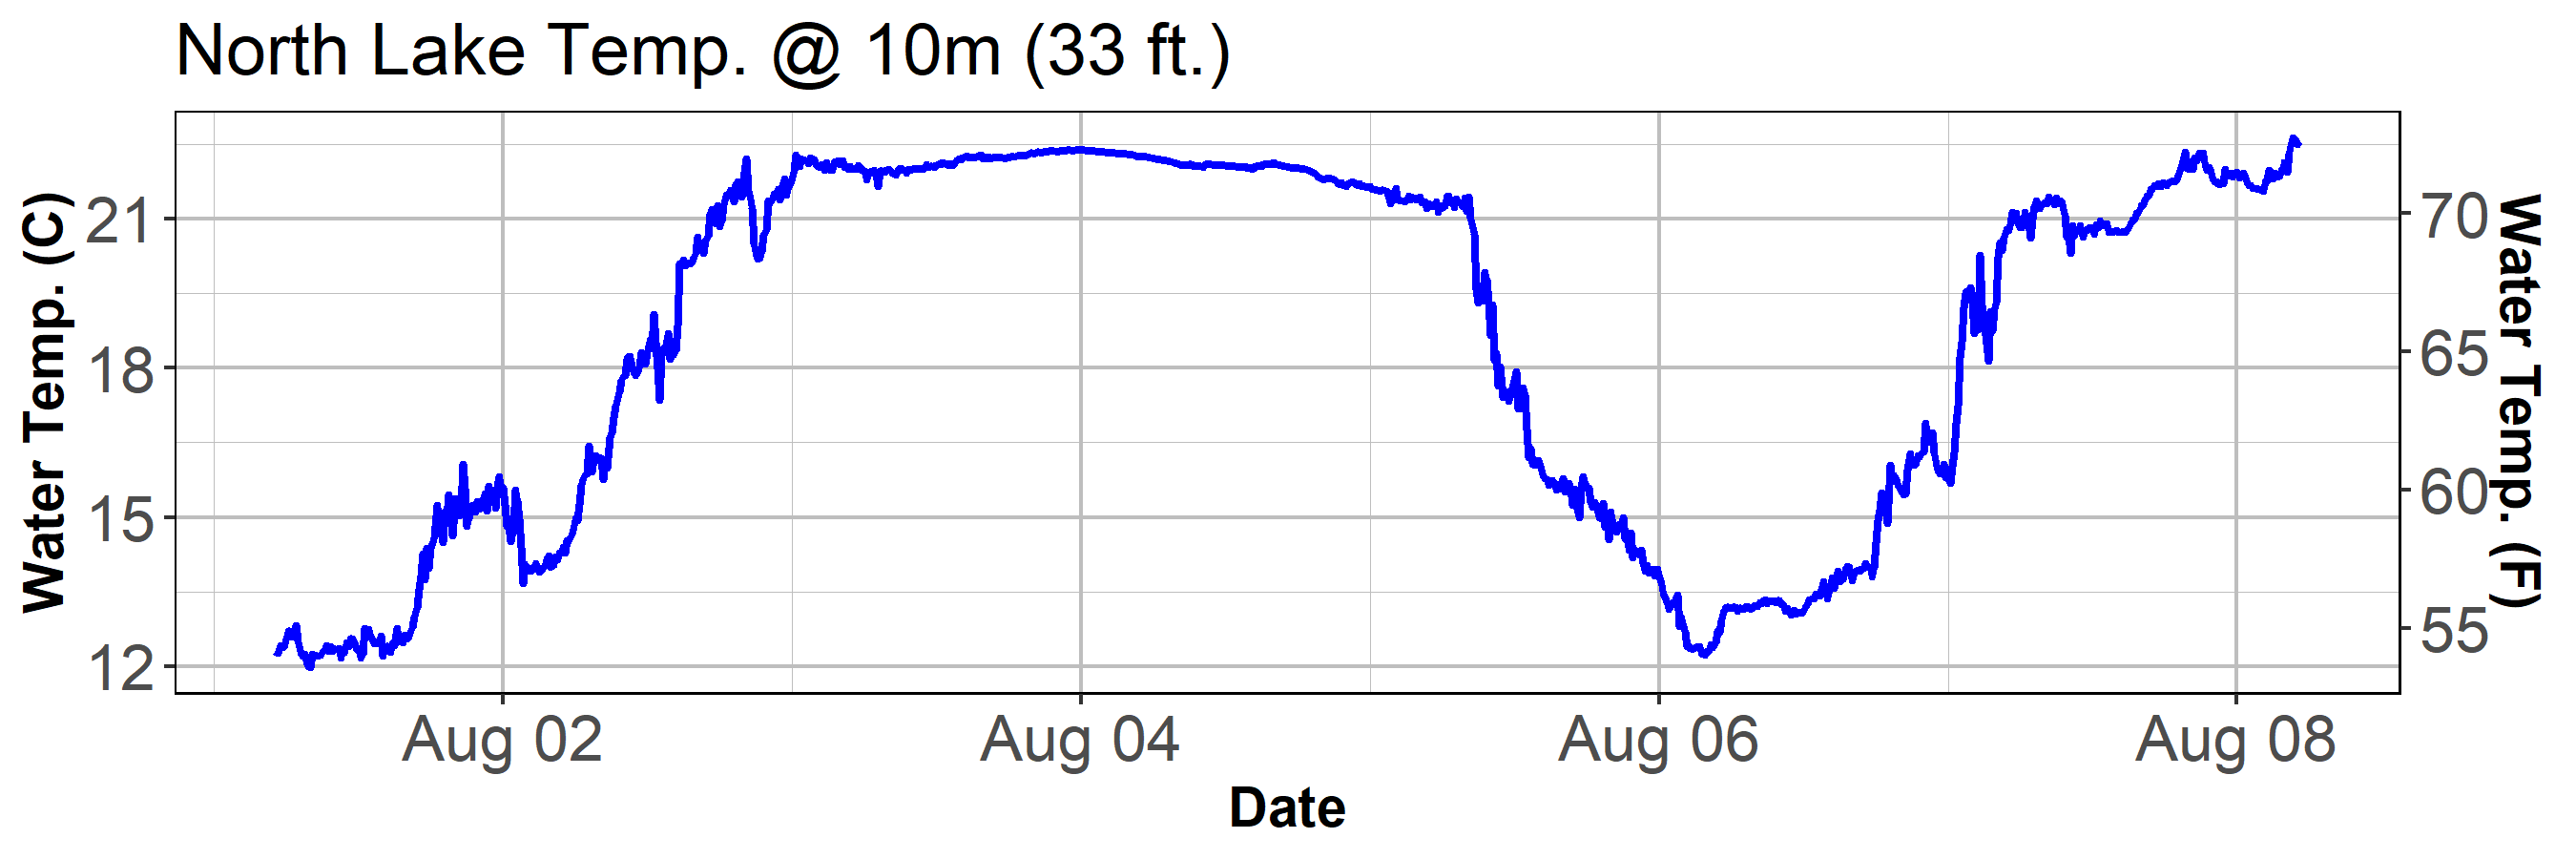 North Lake Temp. @ 10m (33 ft.)
Water Temp. (C)
21
18
15
12
70
65
60
55
Water Temp. (F)
Aug 02 Aug 04 Aug 06 Aug 08
Date